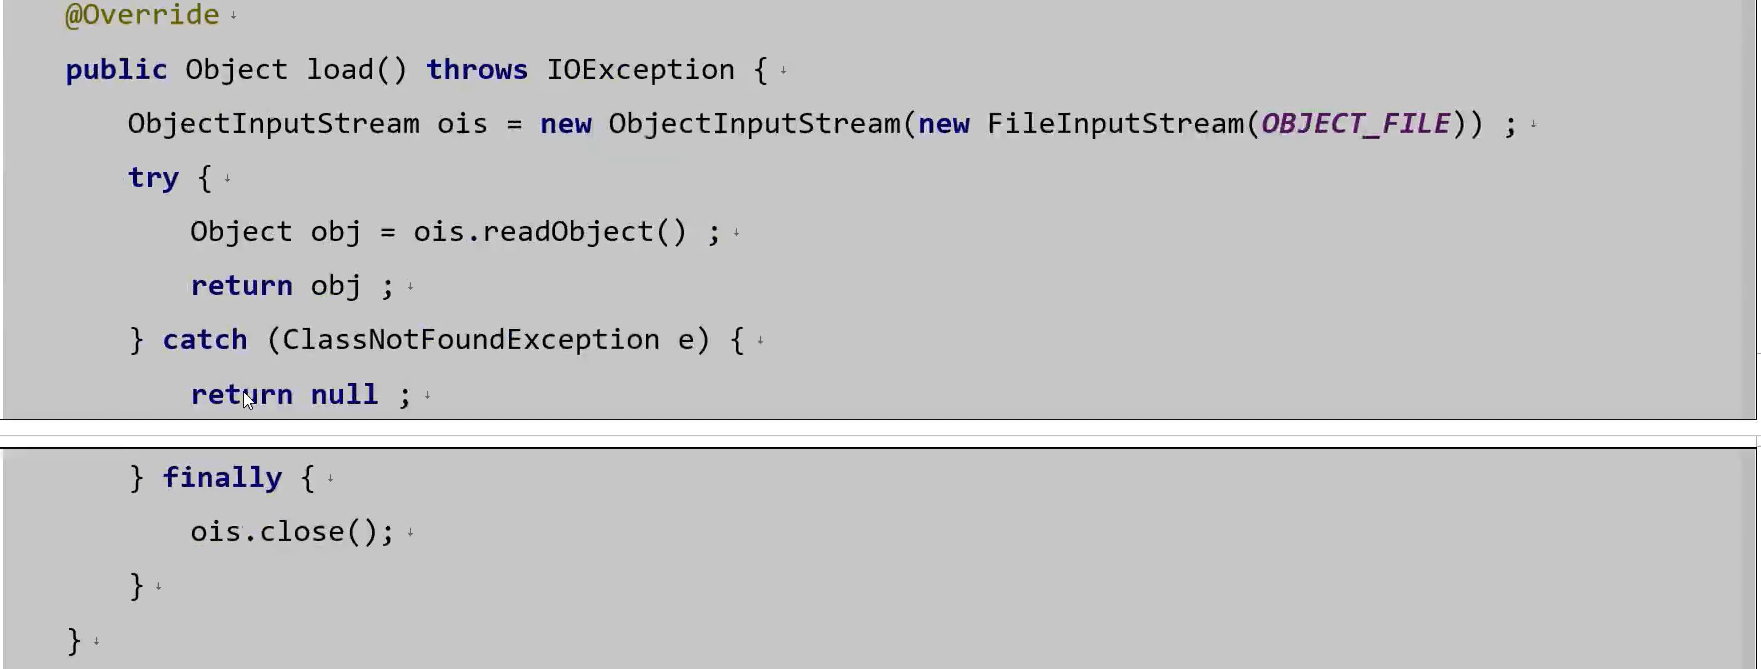 @Override ↓
public Object load() throws IOException { ↓
ObjectInputStream ois = new ObjectInputStream(new FileInputStream(OBJECT_FILE)) ; ↓
try { ↓
Object obj = ois.readObject() ; ↓
return obj ; ↓
} catch (ClassNotFoundException e) { ↓
return null ; ↓
} finally { ↓
ois.close(); ↓
} ↓
} ↓